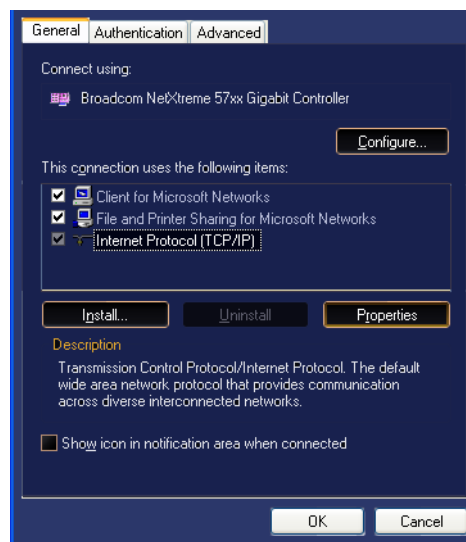 General Authentication Advanced
Connect using:
Broadcom NetXtreme 57xx Gigabit Controller
Configure...
This connection uses the following items:
Client for Microsoft Networks
File and Printer Sharing for Microsoft Networks
Internet Protocol (TCP/IP)
Install... Uninstall Properties
Description
Transmission Control Protocol/Internet Protocol. The default
wide area network protocol that provides communication
across diverse interconnected networks.
Show icon in notification area when connected
OK Cancel